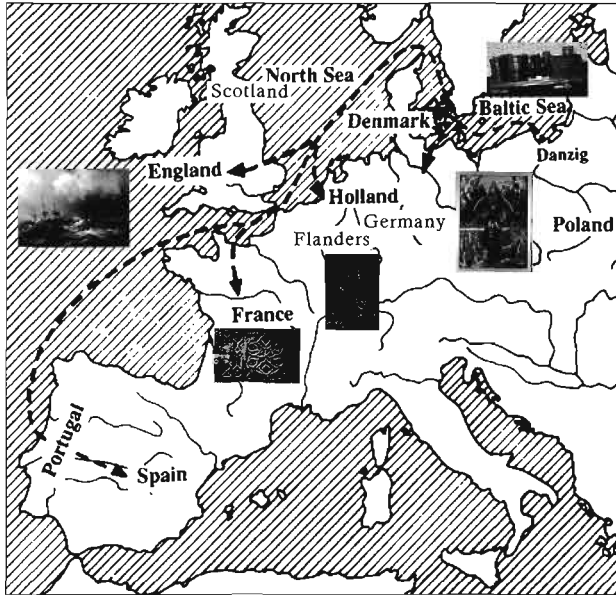 North Sea
Scotland
Denmark
Baltic Sea
Danzig
England
Holland
Germany
Poland
Flanders
France
Portugal
Spain